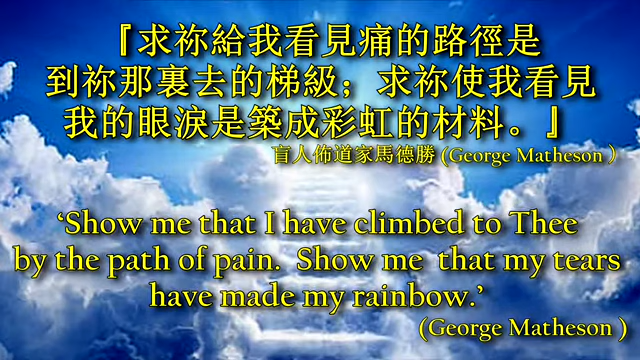 『求祢給我看見痛的路徑是
到祢那裏去的梯級；求祢使我看見
我的眼淚是築成彩虹的材料。』
盲人佈道家馬德勝 (George Matheson）
‘Show me that I have climbed to Thee
by the path of pain.  Show me  that my tears
have made my rainbow.’
(George Matheson )